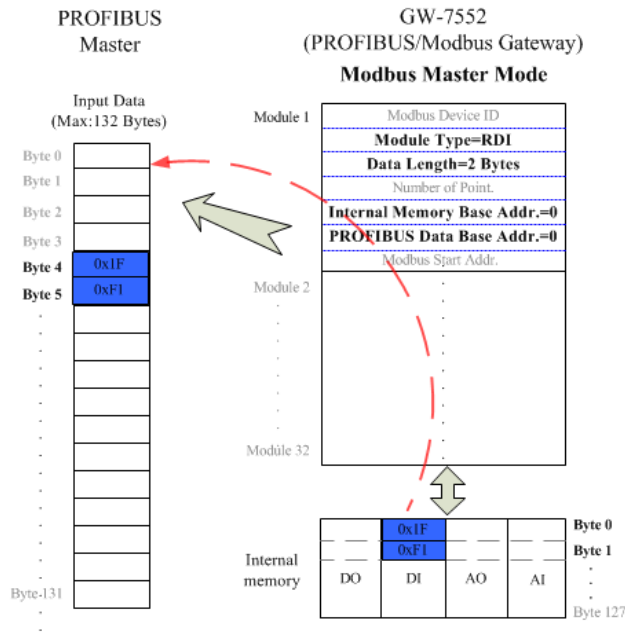 PROFIBUS
Master
GW-7552
(PROFIBUS/Modbus Gateway)
Modbus Master Mode
Input Data
(Max:132 Bytes)
Byte 0
Byte 1
Byte 2
Byte 3
Byte 4
0x1F
Byte 5
0xF1
Byte 131
Module 1
Modbus Device ID
Module Type=RDI
Data Length=2 Bytes
Number of Point.
Internal Memory Base Addr.=0
PROFIBUS Data Base Addr.=0
Modbus Start Addr.
Module 2
Module 32
Internal
memory
0x1F
0xF1
DO
DI
AO
AI
Byte 0
Byte 1
Byte 127